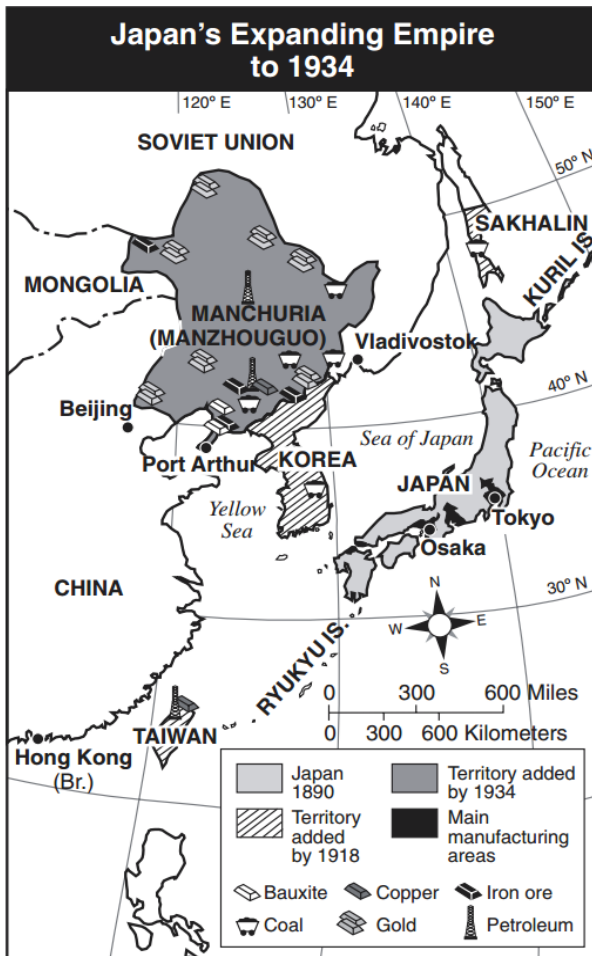 Japan's Expanding Empire
to 1934
120° E
130° E
140° E
150° E
SOVIET UNION
50° N
SAKHALIN
KURIL IS.
MONGOLIA
MANCHURIA
(MANZHOUGUO)
Vladivostok
40° N
Beijing
Sea of Japan
Pacific
Ocean
Port Arthur
KOREA
JAPAN
Yellow
Sea
Tokyo
Osaka
CHINA
30° N
N
W
E
S
RYUKYU IS.
0 300 600 Miles
0 300 600 Kilometers
TAIWAN
Hong Kong
(Br.)
Japan
1890
Territory added
by 1934
Territory
added
by 1918
Main
manufacturing
areas
Bauxite
Copper
Iron ore
Coal
Gold
Petroleum